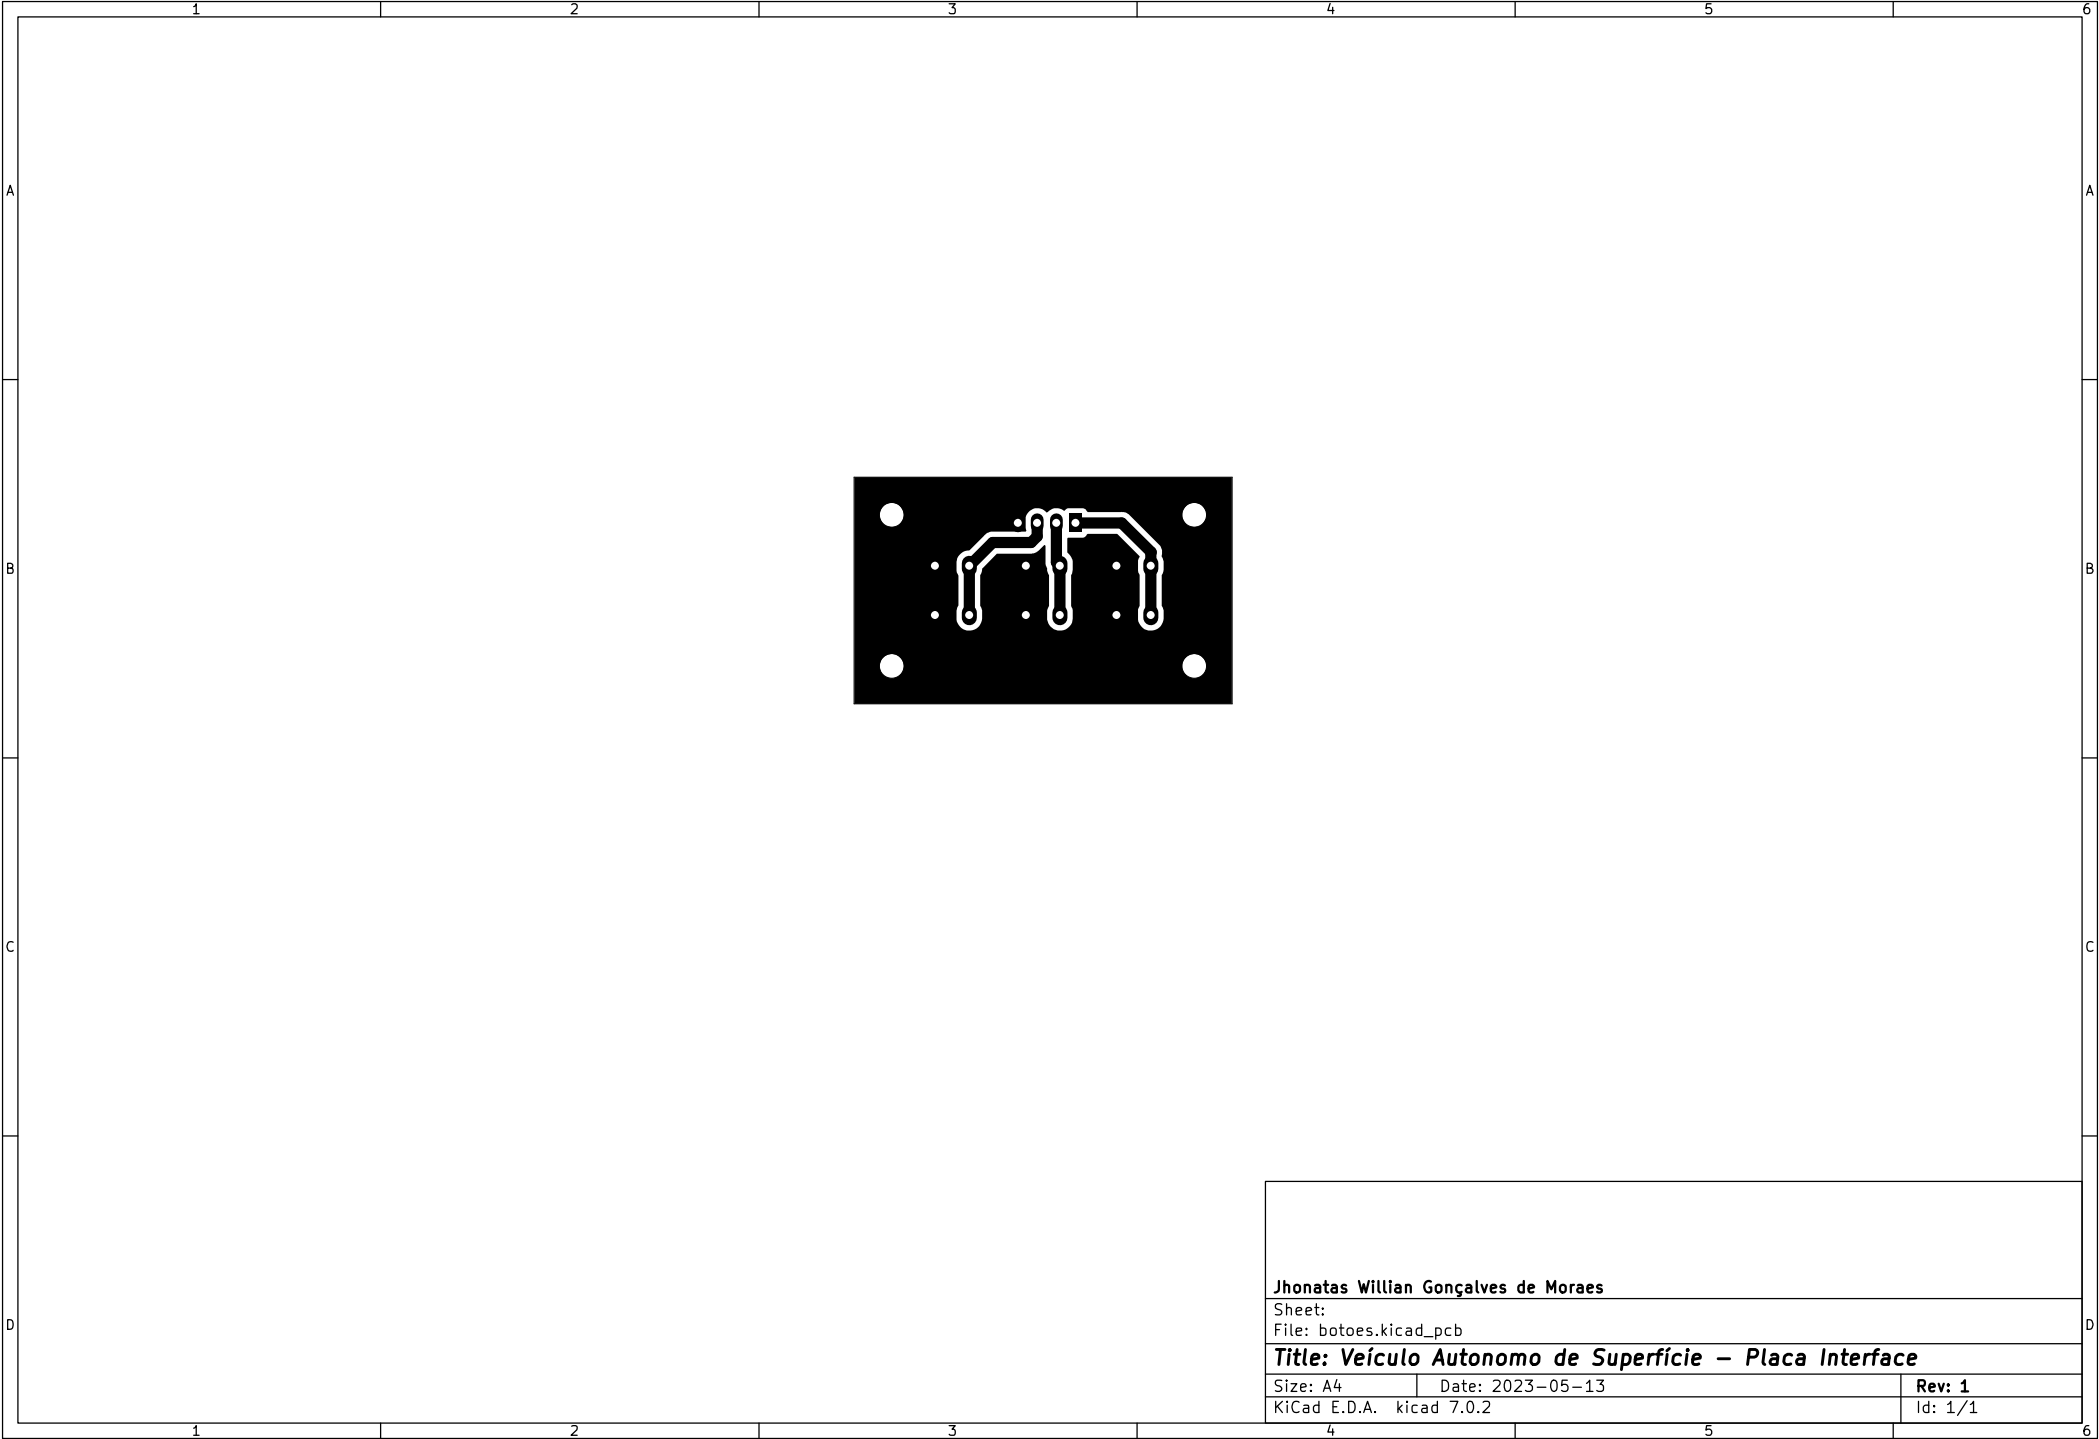 1 2 3 4 5 6
A A
B B
C C
Jhonatas Willian Gonçalves de Moraes
Sheet:
D D
File: botoes.kicad_pcb
Title: Veículo Autonomo de Superfície – Placa Interface
Size: A4 Date: 2023-05-13 Rev: 1
KiCad E.D.A. kicad 7.0.2 Id: 1/1
1 2 3 4 5 6